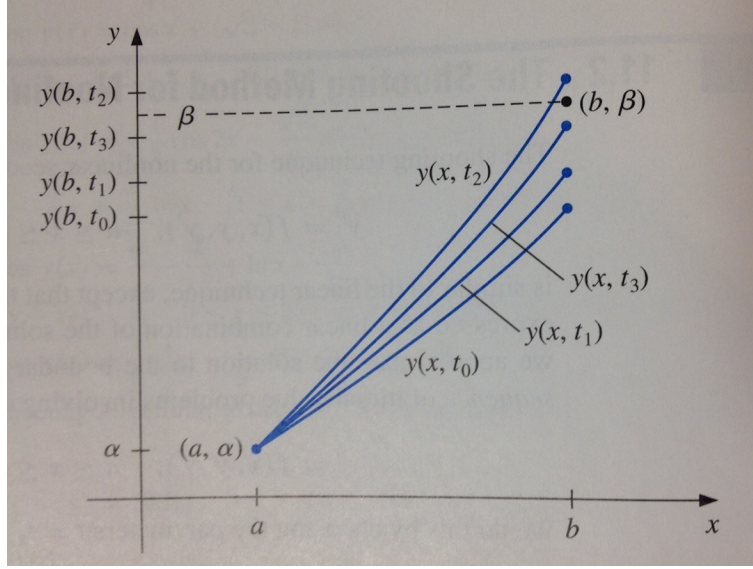 y
y(b, t₂)
β
(b, β)
y(b, t₃)
y(x, t₂)
y(b, t₁)
y(b, t₀)
y(x, t₃)
y(x, t₁)
y(x, t₀)
α
(a, α)
a
b
x